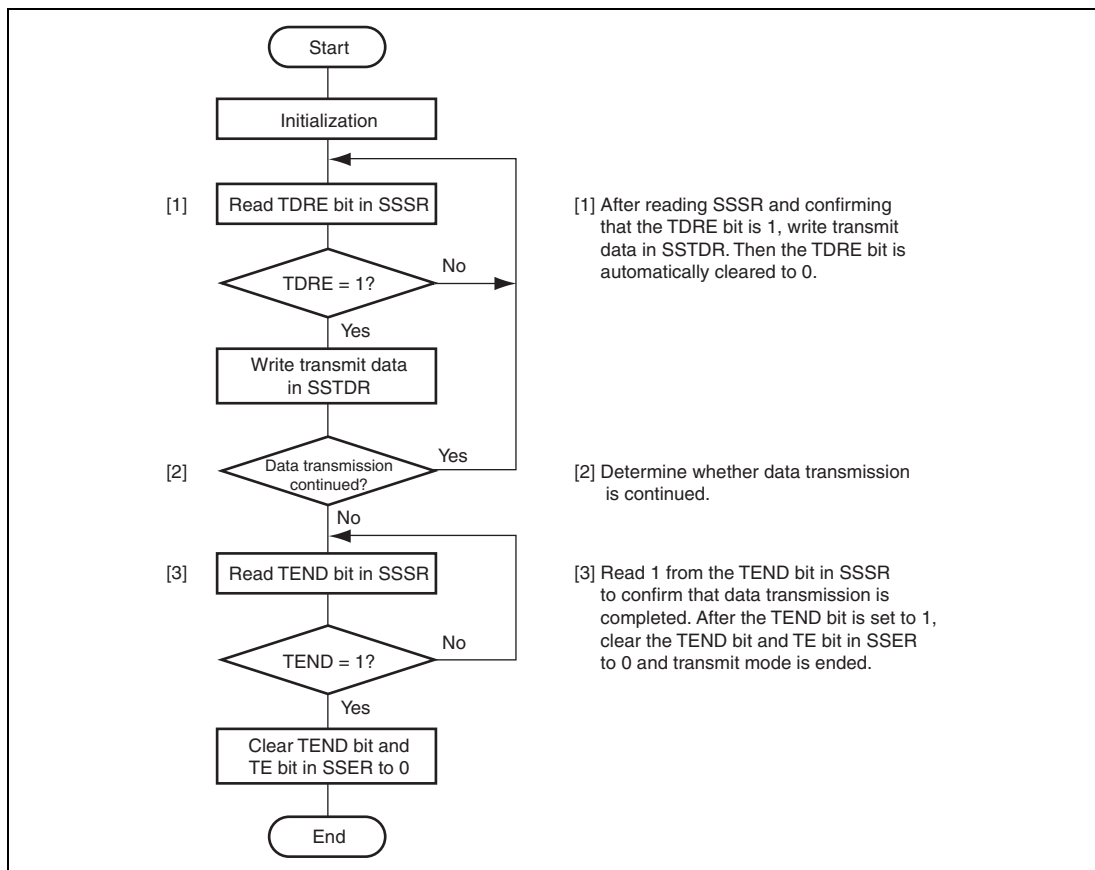 Start
Initialization
[1]
Read TDRE bit in SSSR
[1] After reading SSSR and confirming
that the TDRE bit is 1, write transmit
data in SSTDR. Then the TDRE bit is
automatically cleared to 0.
TDRE = 1?
No
Yes
Write transmit data
in SSTDR
[2]
Data transmission
continued?
Yes
[2] Determine whether data transmission
is continued.
No
[3]
Read TEND bit in SSSR
[3] Read 1 from the TEND bit in SSSR
to confirm that data transmission is
completed. After the TEND bit is set to 1,
clear the TEND bit and TE bit in SSER
to 0 and transmit mode is ended.
TEND = 1?
No
Yes
Clear TEND bit and
TE bit in SSER to 0
End